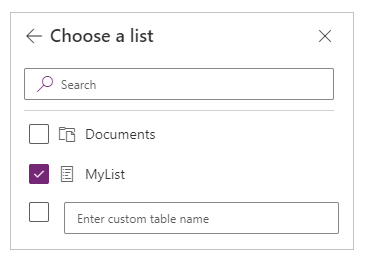 Choose a list
Search
Documents
MyList
Enter custom table name